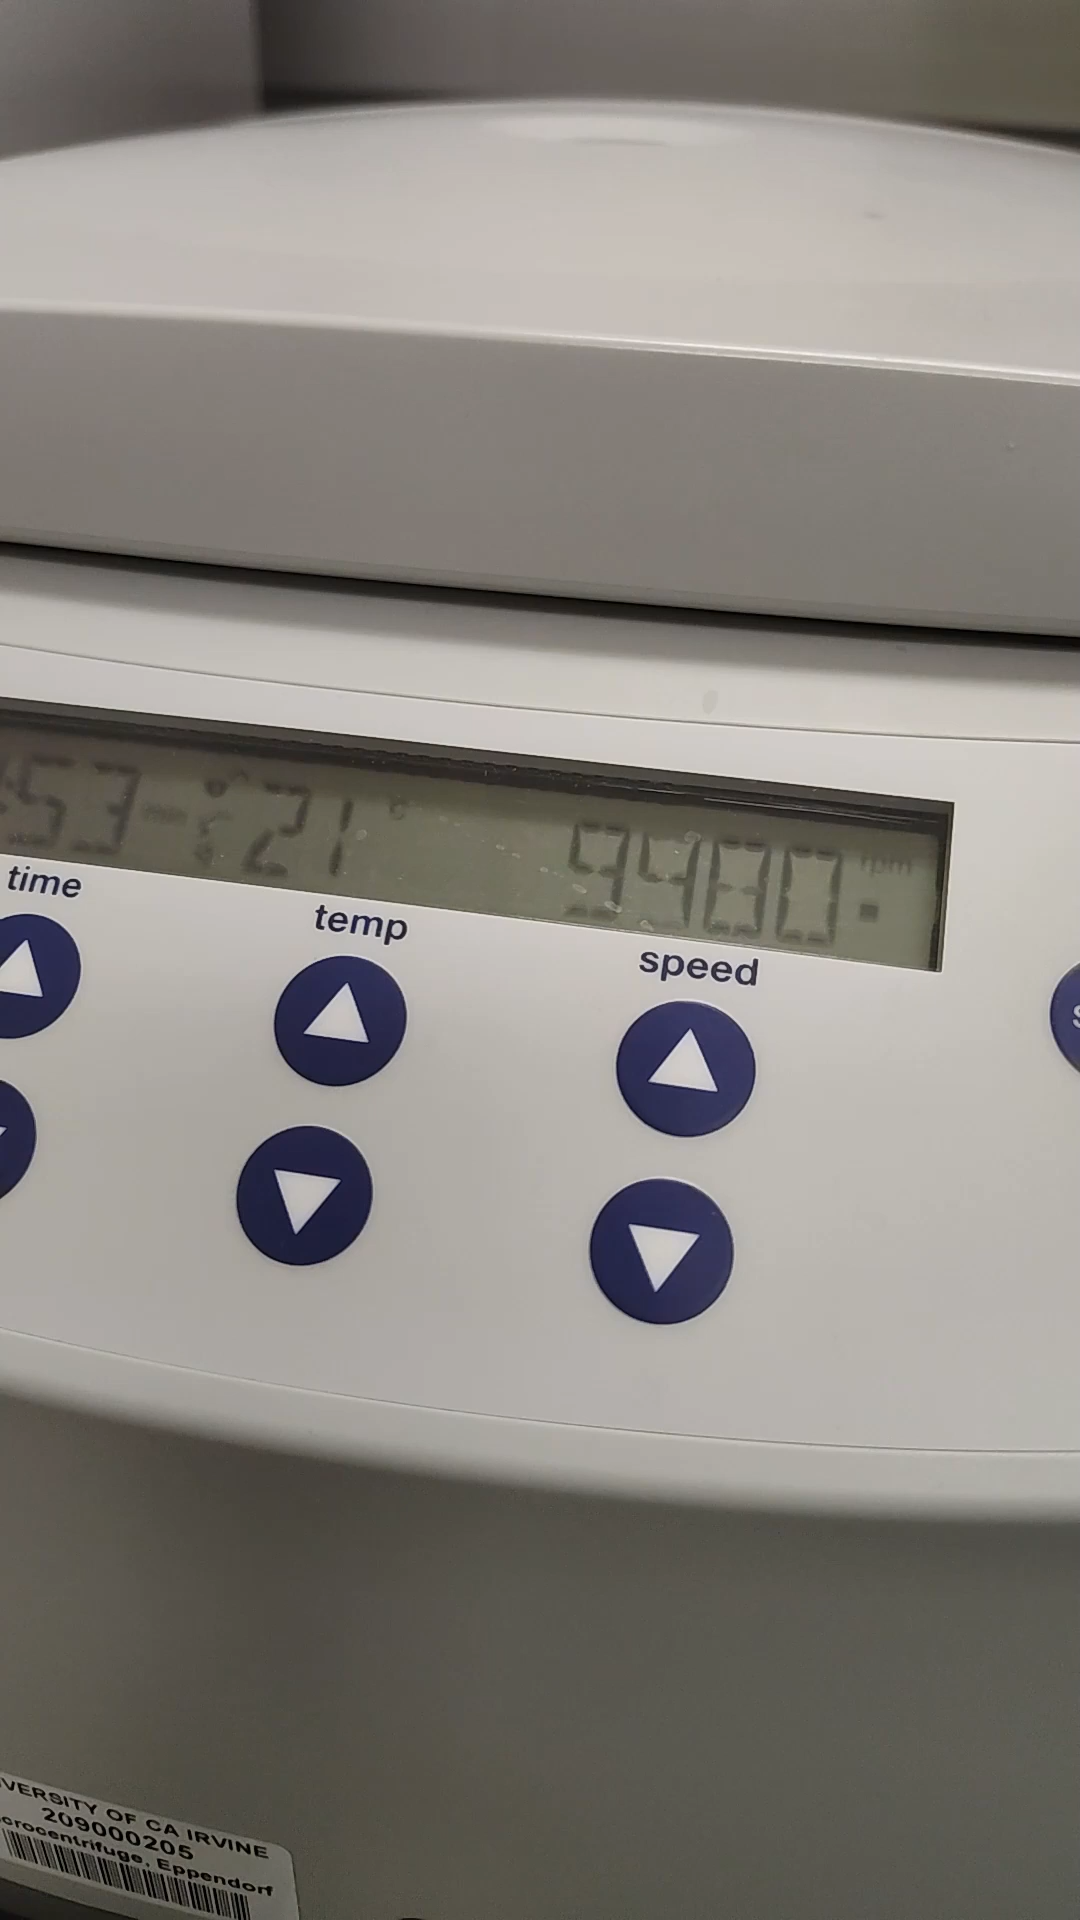 :53 21 9400 rpm
time
temp
speed
S
VERSITY OF CA IRVINE
209000205
crocentrifuge, Eppendorf